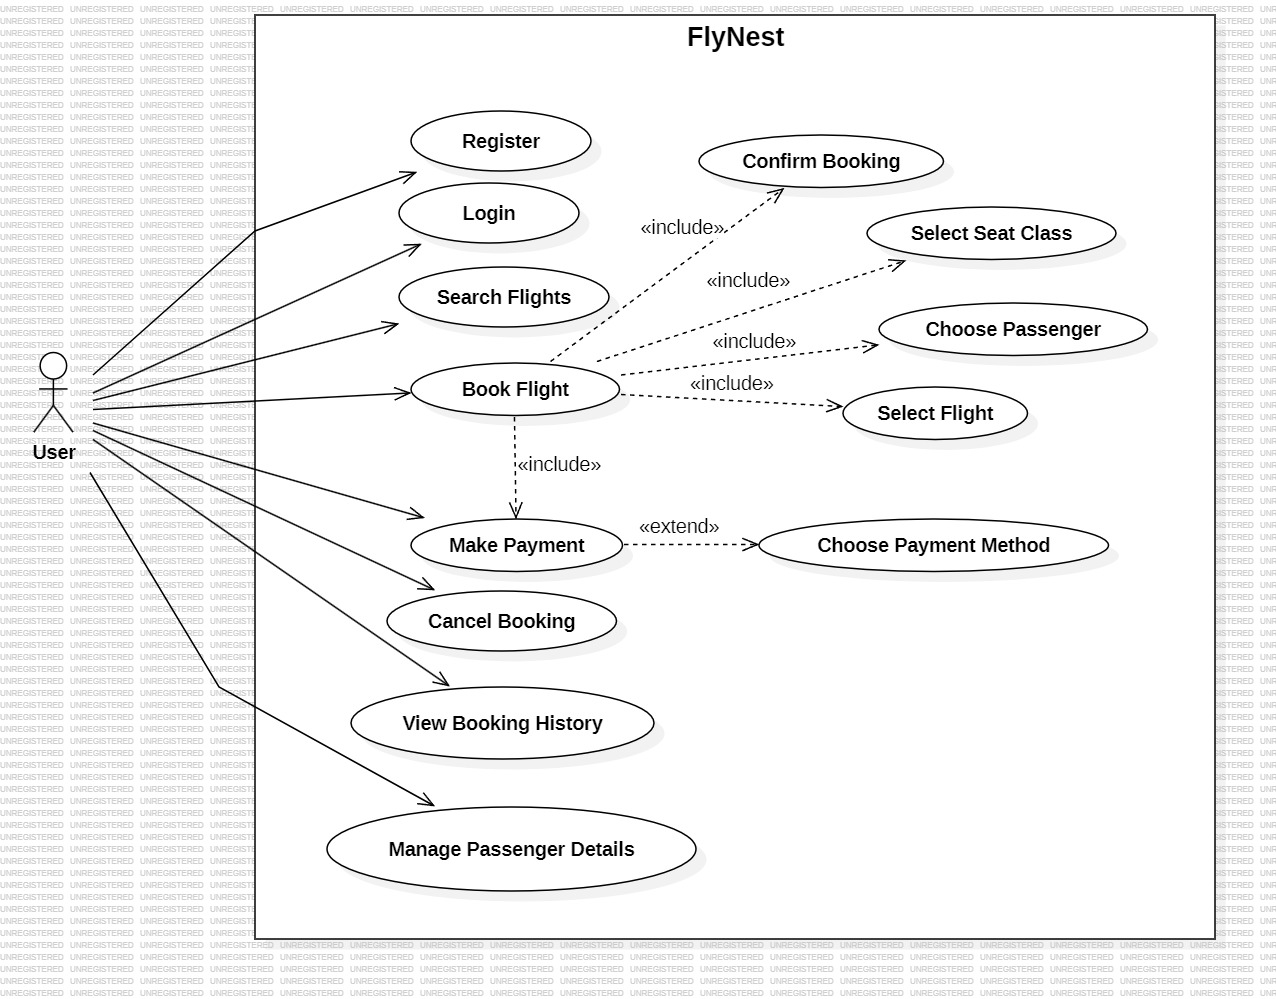 FlyNest
Register
Confirm Booking
Login
«include»
Select Seat Class
«include»
Search Flights
Choose Passenger
«include»
«include»
Book Flight
Select Flight
User
«include»
«extend»
Make Payment
Choose Payment Method
Cancel Booking
View Booking History
Manage Passenger Details
UNREGISTERED